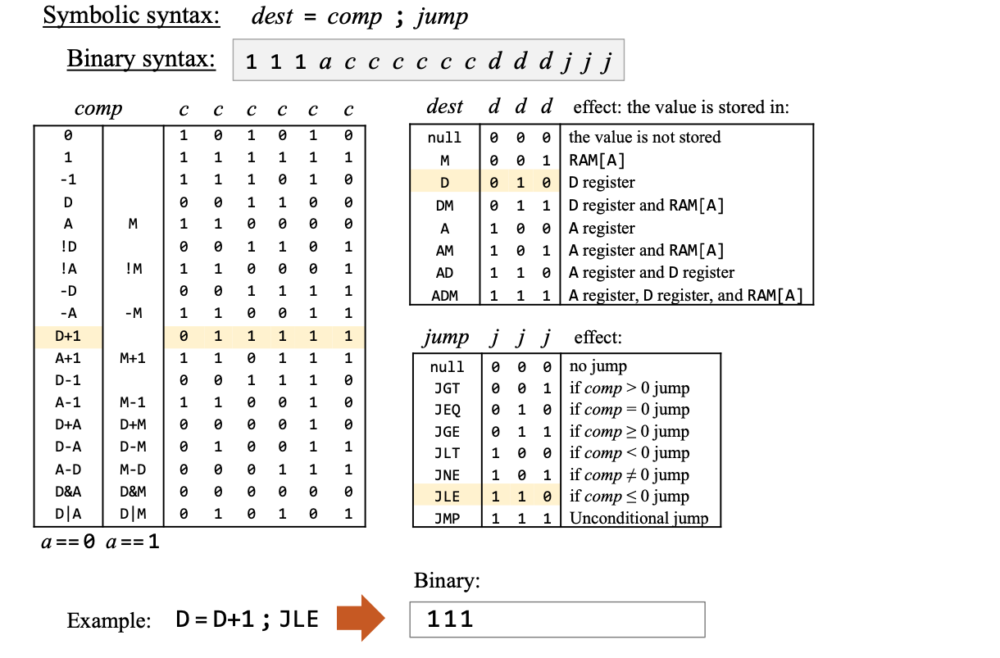 Symbolic syntax: dest = comp ; jump
Binary syntax: 1 1 1 a c c c c c c d d d j j j
comp c c c c c c
0 1 0 1 0 1 0
1 1 1 1 1 1 1
-1 1 1 1 0 1 0
D 0 0 1 1 0 0
A M 1 1 0 0 0 0
!D 0 0 1 1 0 1
!A !M 1 1 0 0 0 1
-D 0 0 1 1 1 1
-A -M 1 1 0 0 1 1
D+1 0 1 1 1 1 1
A+1 M+1 1 1 0 1 1 1
D-1 0 0 1 1 1 0
A-1 M-1 1 1 0 0 1 0
D+A D+M 0 0 0 0 1 0
D-A D-M 0 1 0 0 1 1
A-D M-D 0 0 0 1 1 1
D&A D&M 0 0 0 0 0 0
D|A D|M 0 1 0 1 0 1
a==0 a==1
dest d d d effect: the value is stored in:
null 0 0 0 the value is not stored
M 0 0 1 RAM[A]
D 0 1 0 D register
DM 0 1 1 D register and RAM[A]
A 1 0 0 A register
AM 1 0 1 A register and RAM[A]
AD 1 1 0 A register and D register
ADM 1 1 1 A register, D register, and RAM[A]
jump j j j effect:
null 0 0 0 no jump
JGT 0 0 1 if comp > 0 jump
JEQ 0 1 0 if comp = 0 jump
JGE 0 1 1 if comp ≥ 0 jump
JLT 1 0 0 if comp < 0 jump
JNE 1 0 1 if comp ≠ 0 jump
JLE 1 1 0 if comp ≤ 0 jump
JMP 1 1 1 Unconditional jump
Binary:
Example: D=D+1 ; JLE 111